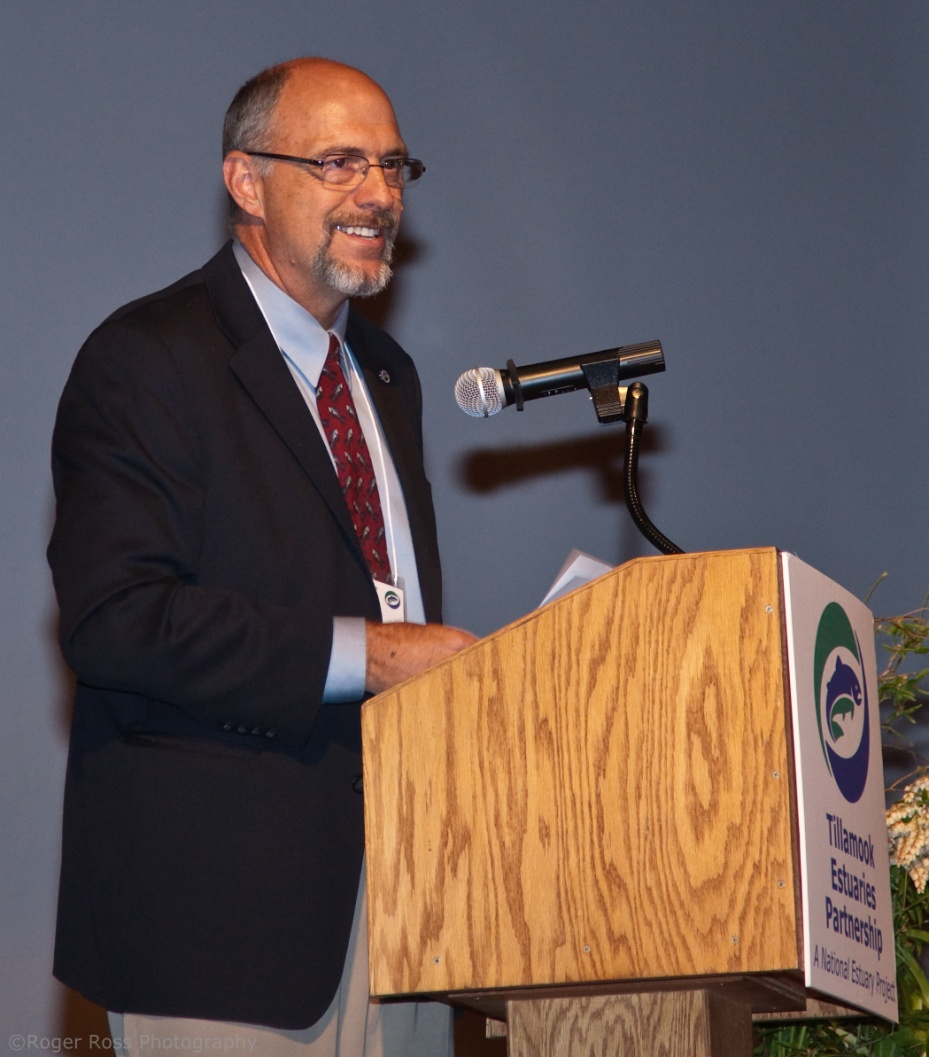 Tillamook
Estuaries
Partnership
A National Estuary Project
©Roger Ross Photography